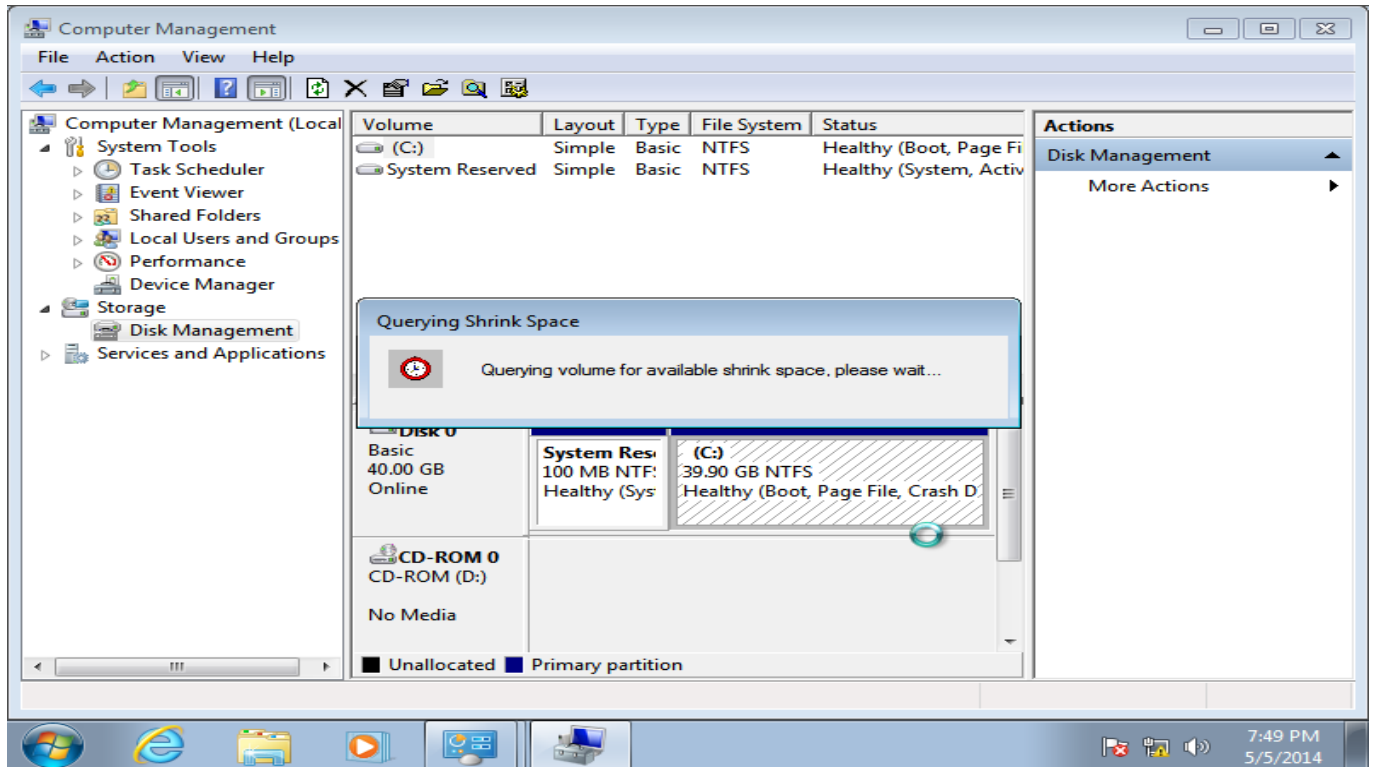 Computer Management
File Action View Help
Computer Management (Local
System Tools
Task Scheduler
Event Viewer
Shared Folders
Local Users and Groups
Performance
Device Manager
Storage
Disk Management
Services and Applications
Volume Layout Type File System Status
(C:) Simple Basic NTFS Healthy (Boot, Page Fi
System Reserved Simple Basic NTFS Healthy (System, Activ
Querying Shrink Space
Querying volume for available shrink space, please wait...
Disk 0
Basic
40.00 GB
Online
System Rese
100 MB NTF
Healthy (Sys
(C:)
39.90 GB NTFS
Healthy (Boot, Page File, Crash D
CD-ROM 0
CD-ROM (D:)
No Media
Unallocated Primary partition
Actions
Disk Management
More Actions
7:49 PM
5/5/2014